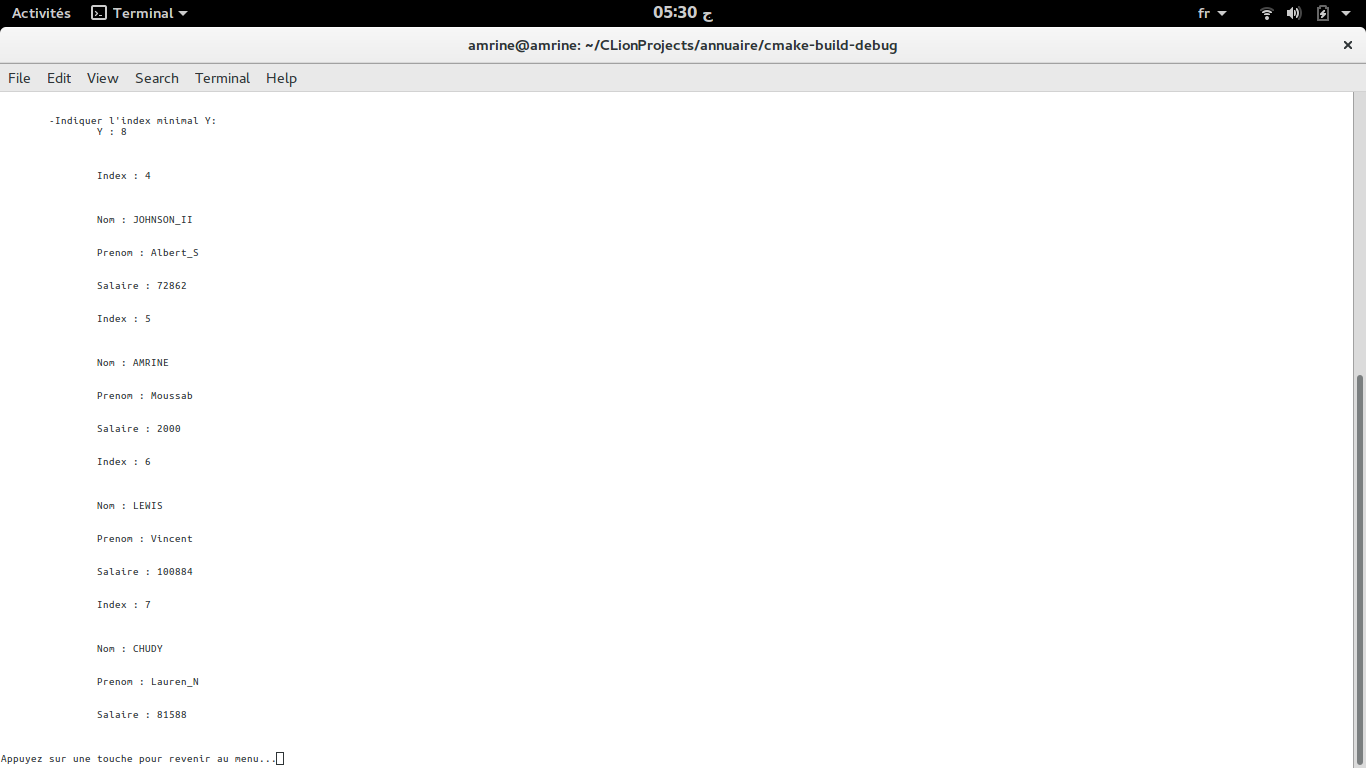 Activités Terminal ج 05:30 fr
amrine@amrine: ~/CLionProjects/annuaire/cmake-build-debug ×
File Edit View Search Terminal Help
-Indiquer l'index minimal Y:
Y : 8
Index : 4
Nom : JOHNSON_II
Prenom : Albert_S
Salaire : 72862
Index : 5
Nom : AMRINE
Prenom : Moussab
Salaire : 2000
Index : 6
Nom : LEWIS
Prenom : Vincent
Salaire : 100884
Index : 7
Nom : CHUDY
Prenom : Lauren_N
Salaire : 81588
Appuyez sur une touche pour revenir au menu...